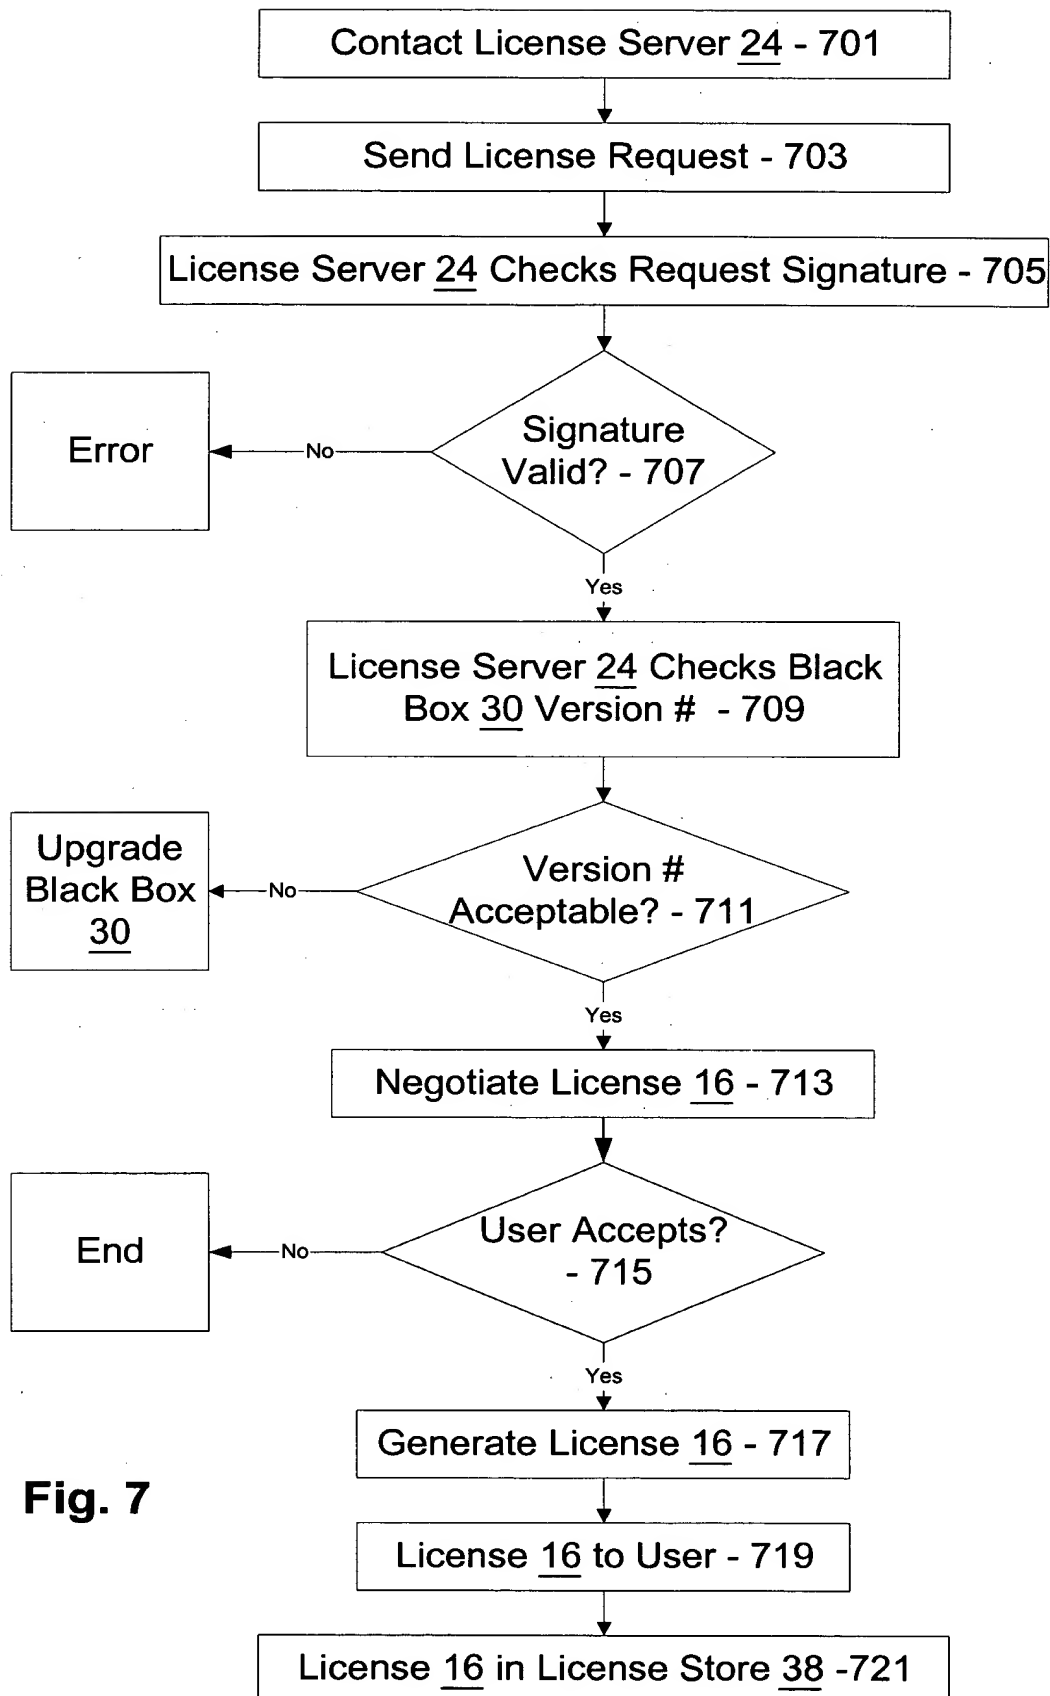 Contact License Server 24 - 701
Send License Request - 703
License Server 24 Checks Request Signature - 705
Signature
Valid? - 707
No
Error
Yes
License Server 24 Checks Black
Box 30 Version # - 709
Version #
Acceptable? - 711
No
Upgrade
Black Box
30
Yes
Negotiate License 16 - 713
User Accepts?
- 715
No
End
Yes
Generate License 16 - 717
License 16 to User - 719
License 16 in License Store 38 -721
Fig. 7